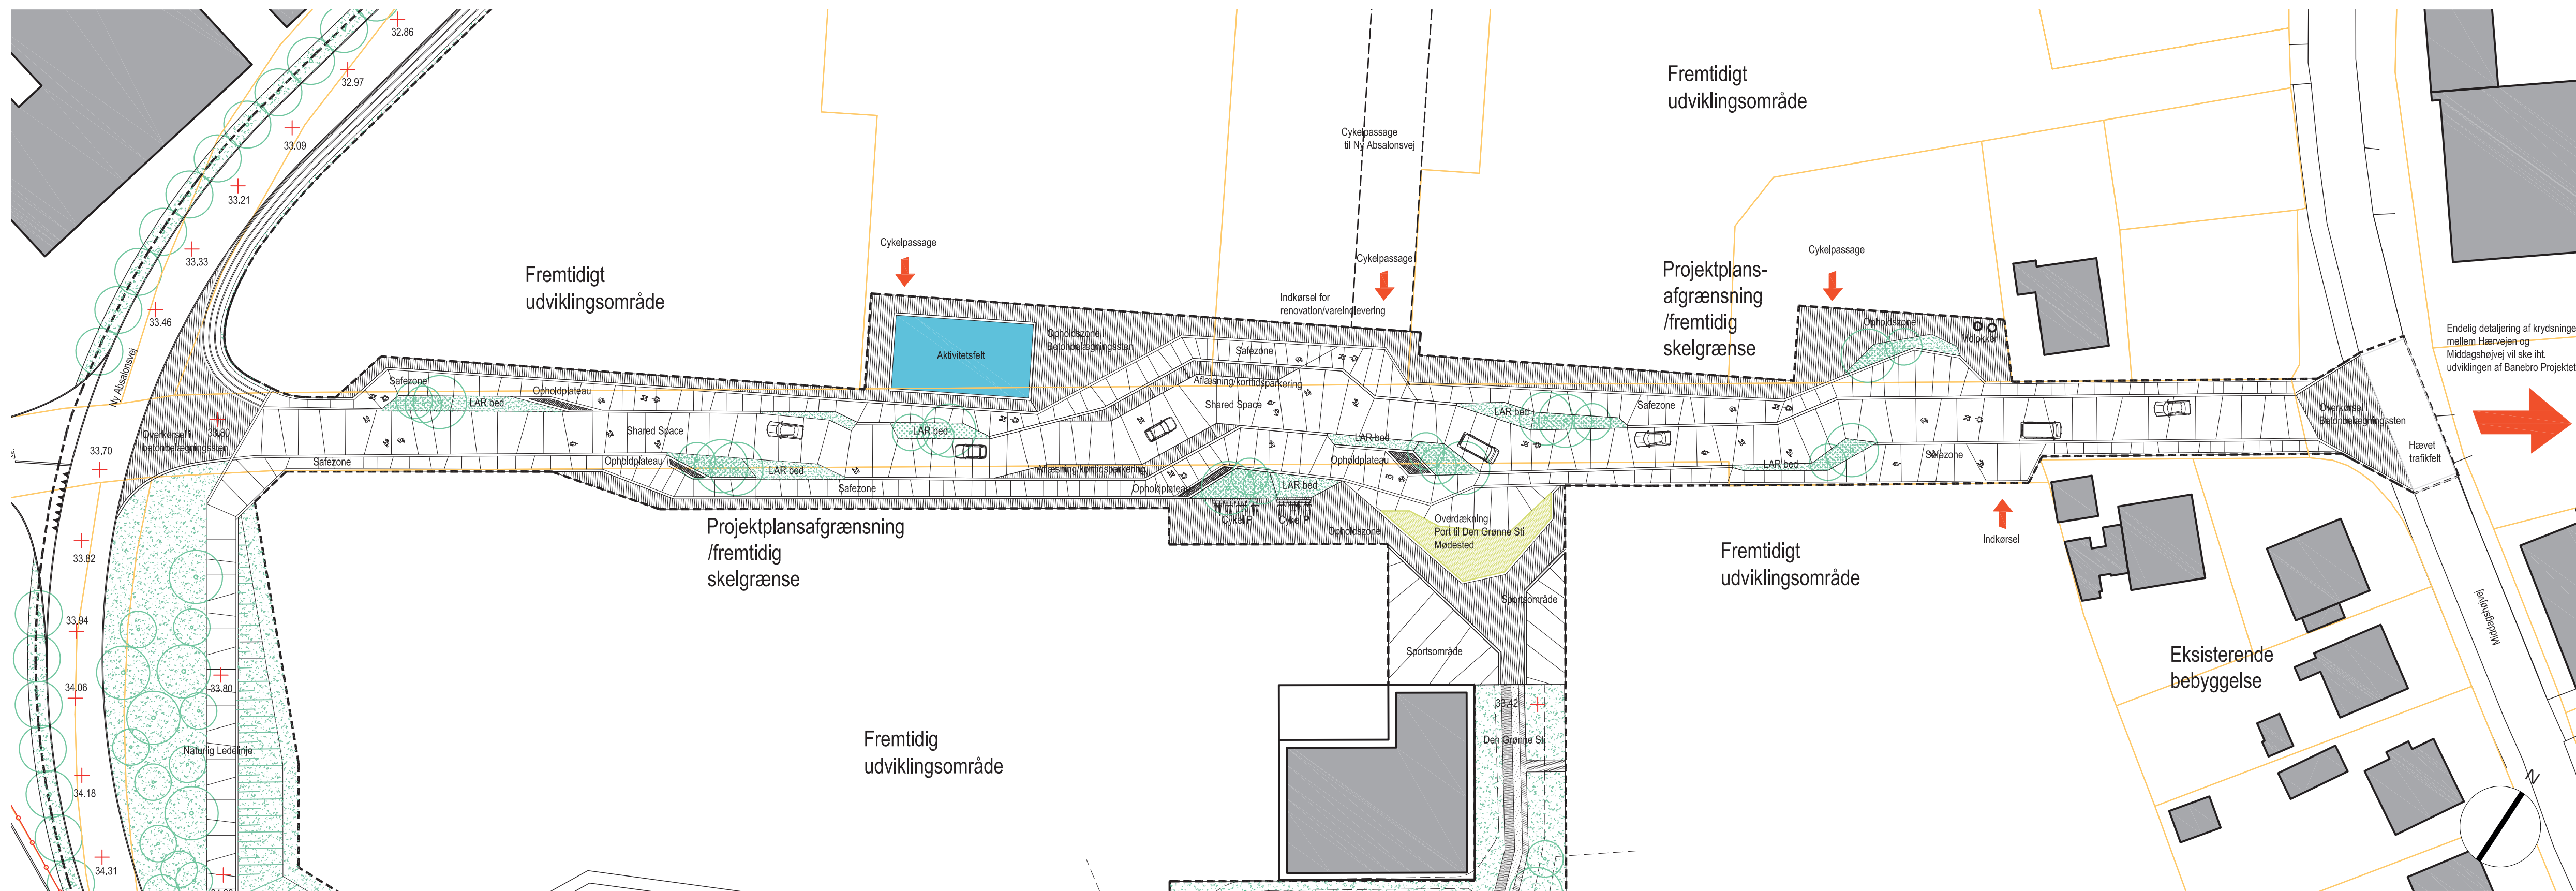 32.86
32.97
33.09
33.21
33.33
33.46
Ny Absalonsvej
33.80
33.70
33.82
33.94
34.06
34.18
34.31
33.80
Overkørsel i
betonbelægningssten
Naturlig Ledelinje
Fremtidigt
udviklingsområde
Safezone
LAR bed
Opholdplateau
Shared Space
Safezone
Opholdplateau
LAR bed
Safezone
Projektplansafgrænsning
/fremtidig
skelgrænse
Cykelpassage
Aktivitetsfelt
Opholdszone i
Betonbelægningssten
LAR bed
Aflæsning/korttidsparkering
Opholdplateau
Cykelpassage
til Ny Absalonsvej
Cykelpassage
Indkørsel for
renovation/vareindlevering
Safezone
Aflæsning/korttidsparkering
Shared Space
LAR bed
Opholdplateau
LAR bed
Cykel P
Cykel P
Opholdszone
Overdækning
Port til Den Grønne Sti
Mødested
Sportsområde
Sportsområde
33.42
Den Grønne Sti
Fremtidig
udviklingsområde
Fremtidigt
udviklingsområde
Projektplans-
afgrænsning
/fremtidig
skelgrænse
Cykelpassage
Opholdszone
Molokker
LAR bed
Safezone
LAR bed
Safezone
Indkørsel
Fremtidigt
udviklingsområde
Overkørsel i
Betonbelægningsten
Hævet
trafikfelt
Endelig detaljering af krydsninge
mellem Hærvejen og
Middagshøjvej vil ske iht.
udviklingen af Banebro Projektet
Middagshøjvej
Eksisterende
bebyggelse
N